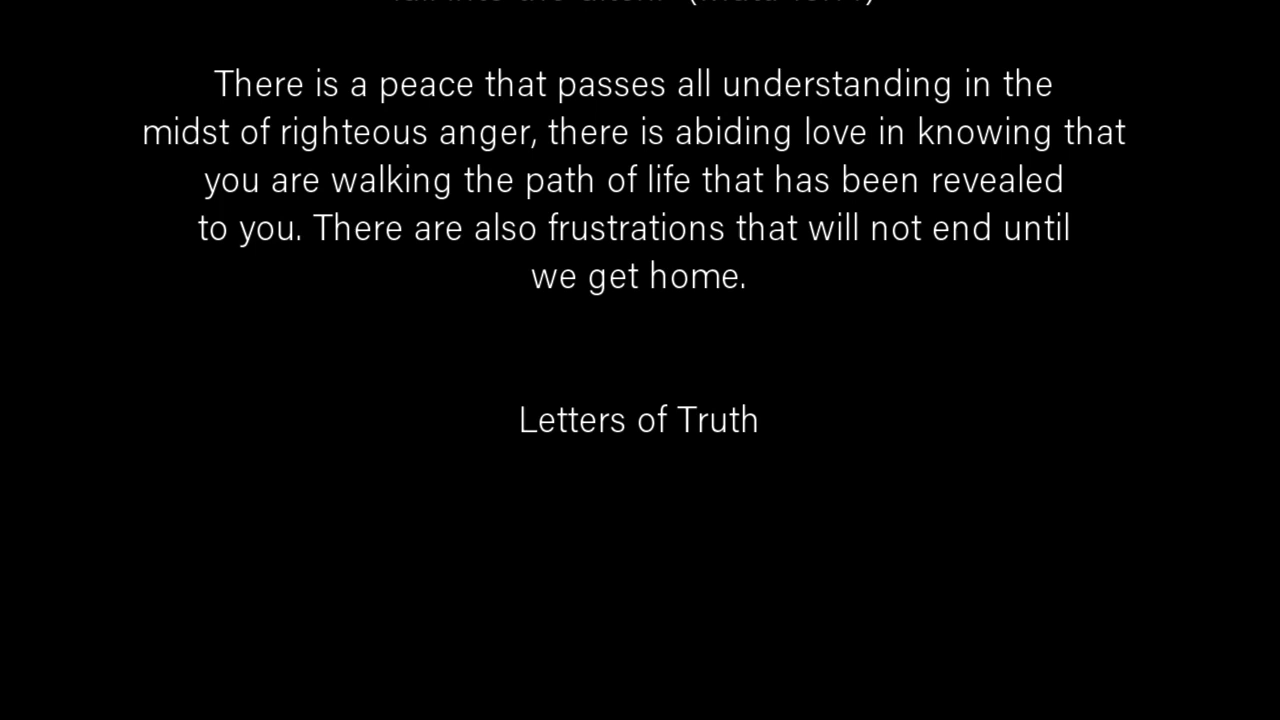 There is a peace that passes all understanding in the
midst of righteous anger, there is abiding love in knowing that
you are walking the path of life that has been revealed
to you. There are also frustrations that will not end until
we get home.
Letters of Truth